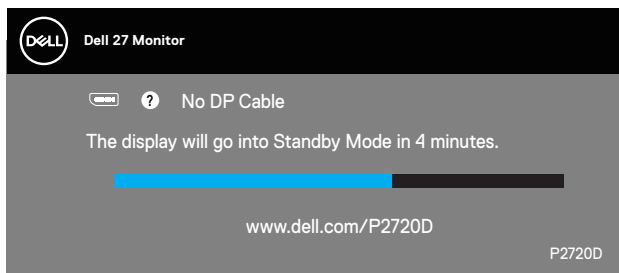 DELL
Dell 27 Monitor
? No DP Cable
The display will go into Standby Mode in 4 minutes.
www.dell.com/P2720D
P2720D